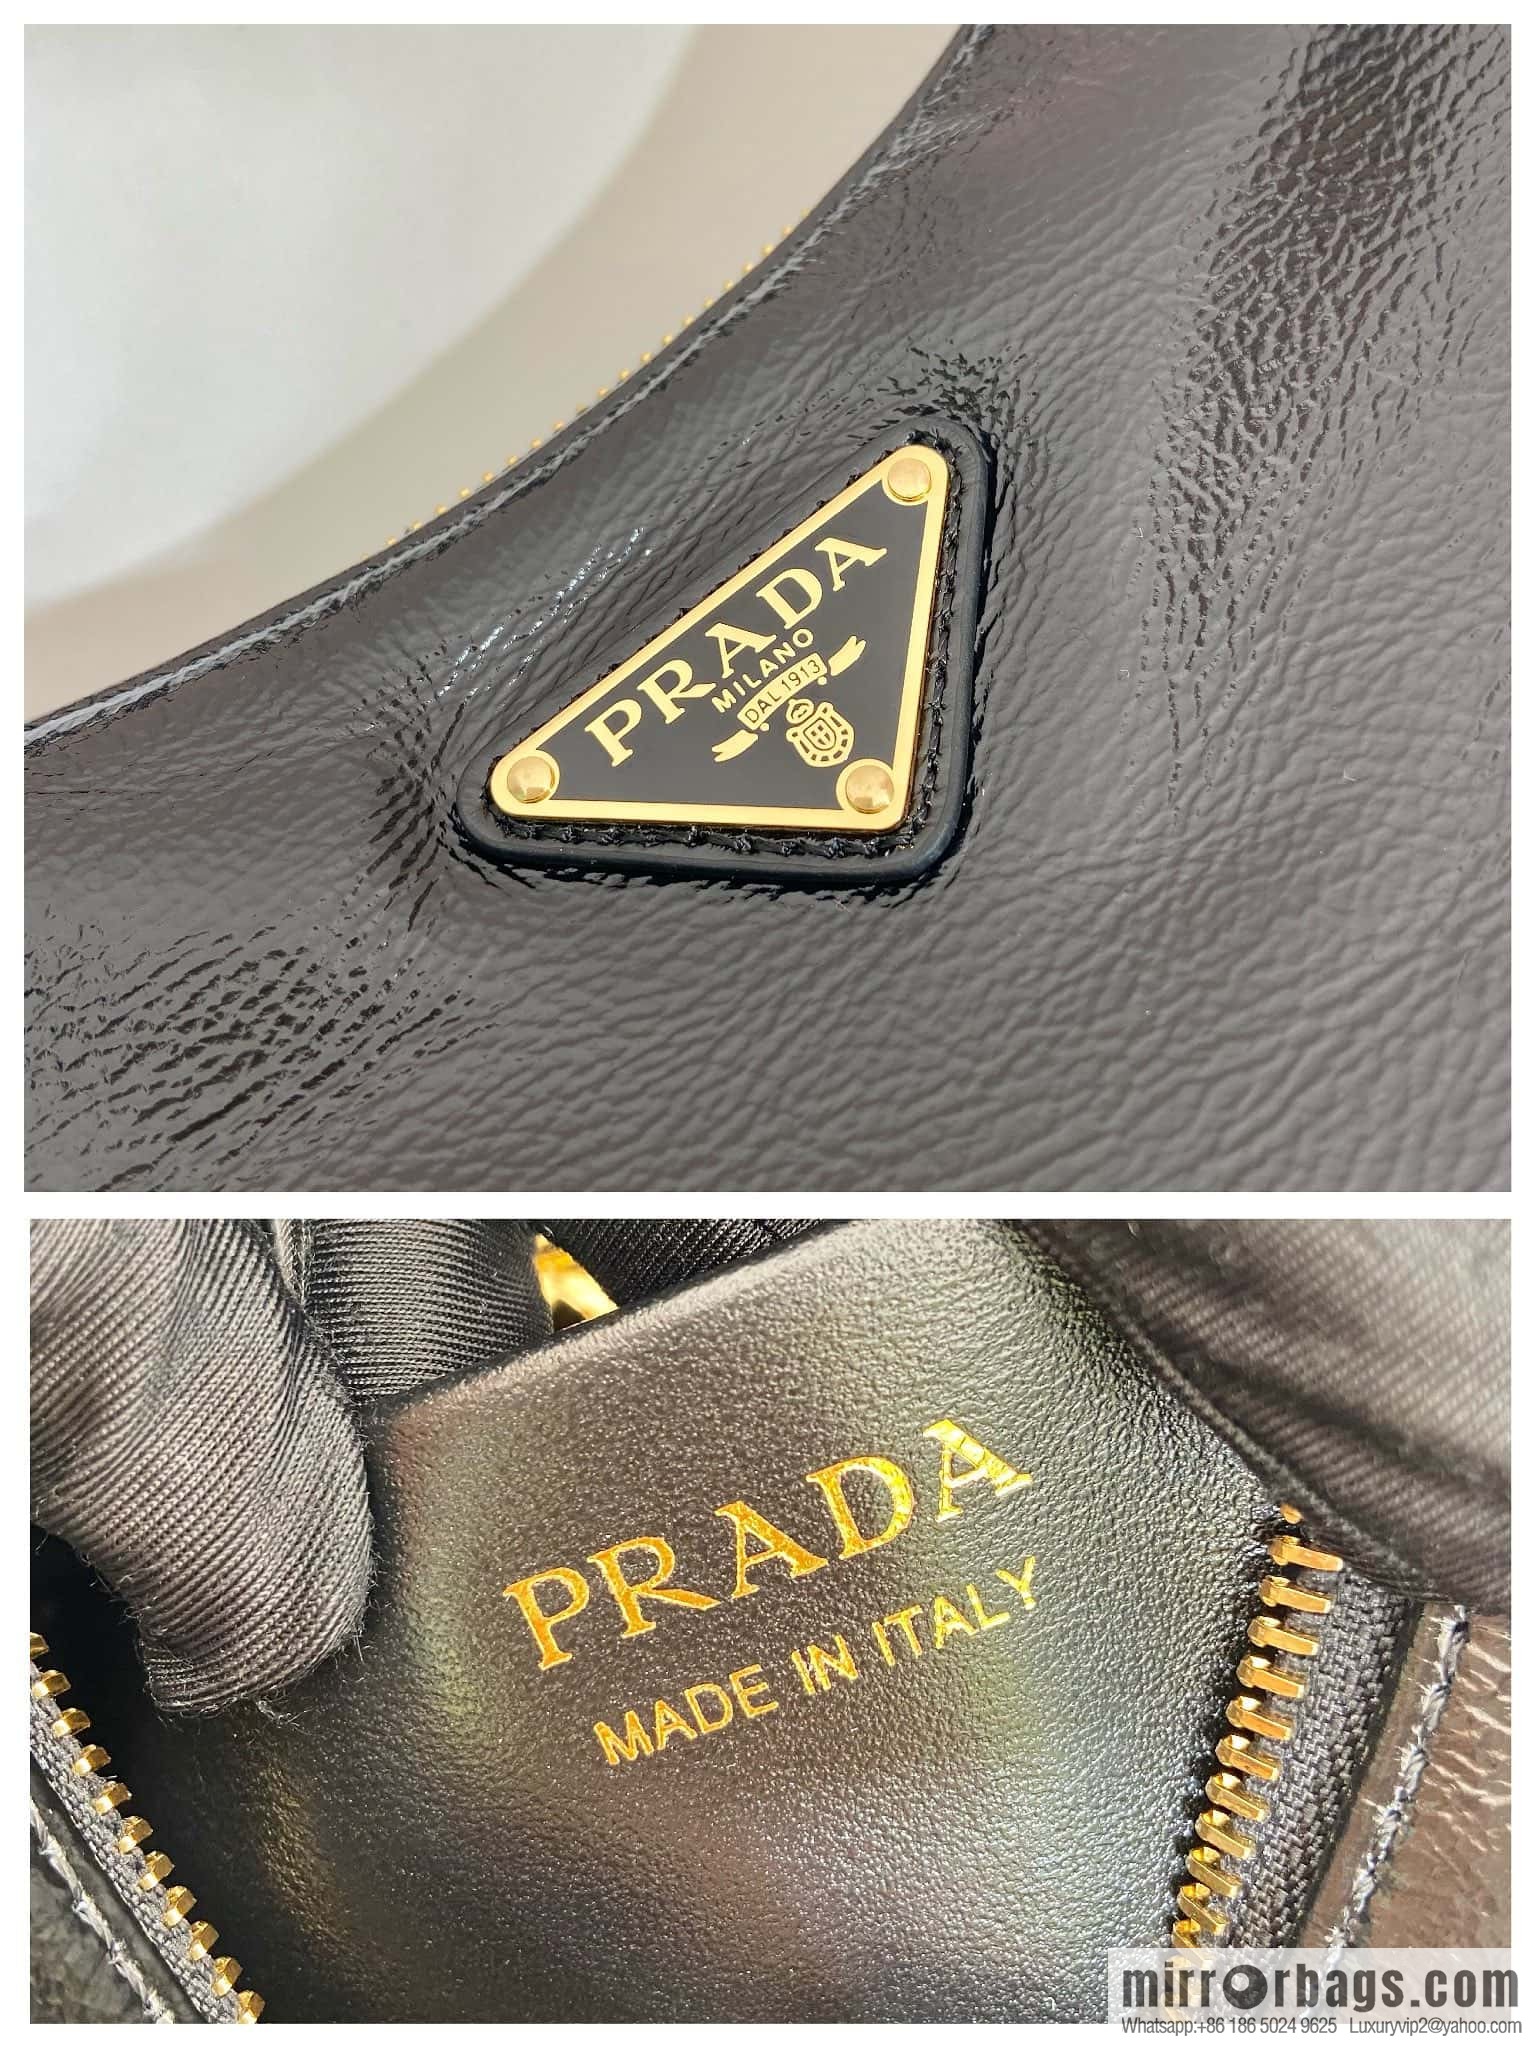 PRADA
MILANO
DAL 1913
PRADA
MADE IN ITALY
mirrorbags.com
Whatsapp:+86 186 5024 9625 Luxuryvip2@yahoo.com